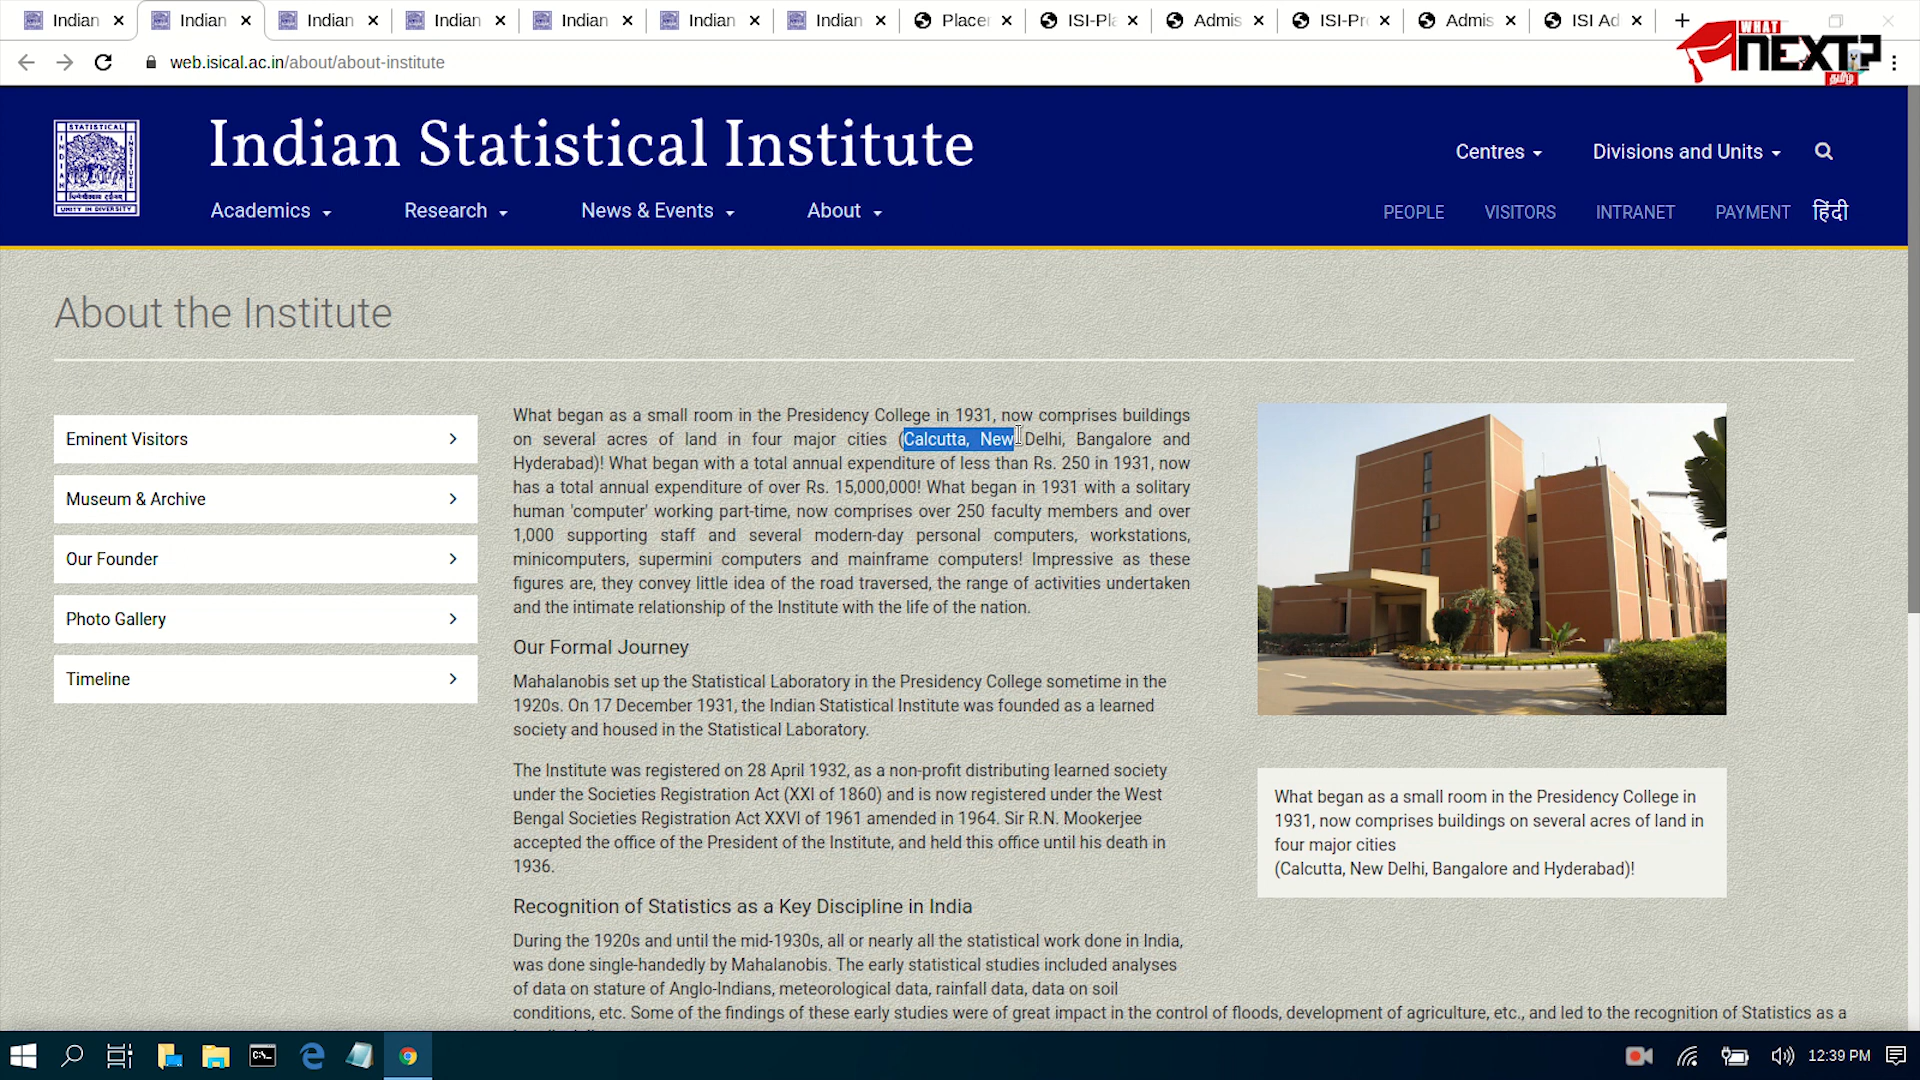 Indian
Indian
Indian
Indian
Indian
Indian
Indian
Placer
ISI-Pla
Admis
ISI-Pr
Admis
ISI Ad
WHAT
NEXT?
தமிழ்
web.isical.ac.in/about/about-institute
STATISTICAL
INDIAN
INSTITUTE
UNITY IN DIVERSITY
Indian Statistical Institute
Centres
Divisions and Units
Academics
Research
News & Events
About
PEOPLE
VISITORS
INTRANET
PAYMENT
हिंदी
About the Institute
Eminent Visitors
Museum & Archive
Our Founder
Photo Gallery
Timeline
What began as a small room in the Presidency College in 1931, now comprises buildings
on several acres of land in four major cities (Calcutta, New Delhi, Bangalore and
Hyderabad)! What began with a total annual expenditure of less than Rs. 250 in 1931, now
has a total annual expenditure of over Rs. 15,000,000! What began in 1931 with a solitary
human 'computer' working part-time, now comprises over 250 faculty members and over
1,000 supporting staff and several modern-day personal computers, workstations,
minicomputers, supermini computers and mainframe computers! Impressive as these
figures are, they convey little idea of the road traversed, the range of activities undertaken
and the intimate relationship of the Institute with the life of the nation.
Our Formal Journey
Mahalanobis set up the Statistical Laboratory in the Presidency College sometime in the
1920s. On 17 December 1931, the Indian Statistical Institute was founded as a learned
society and housed in the Statistical Laboratory.
The Institute was registered on 28 April 1932, as a non-profit distributing learned society
under the Societies Registration Act (XXI of 1860) and is now registered under the West
Bengal Societies Registration Act XXVI of 1961 amended in 1964. Sir R.N. Mookerjee
accepted the office of the President of the Institute, and held this office until his death in
1936.
Recognition of Statistics as a Key Discipline in India
During the 1920s and until the mid-1930s, all or nearly all the statistical work done in India,
was done single-handedly by Mahalanobis. The early statistical studies included analyses
of data on stature of Anglo-Indians, meteorological data, rainfall data, data on soil
conditions, etc. Some of the findings of these early studies were of great impact in the control of floods, development of agriculture, etc., and led to the recognition of Statistics as a
What began as a small room in the Presidency College in
1931, now comprises buildings on several acres of land in
four major cities
(Calcutta, New Delhi, Bangalore and Hyderabad)!
12:39 PM